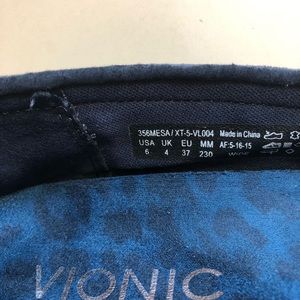 356MESA/XT-5-VL004 Made in China
USA UK EU MM AF:5-16-15
6 4 37 230 WIDE
VIONIC